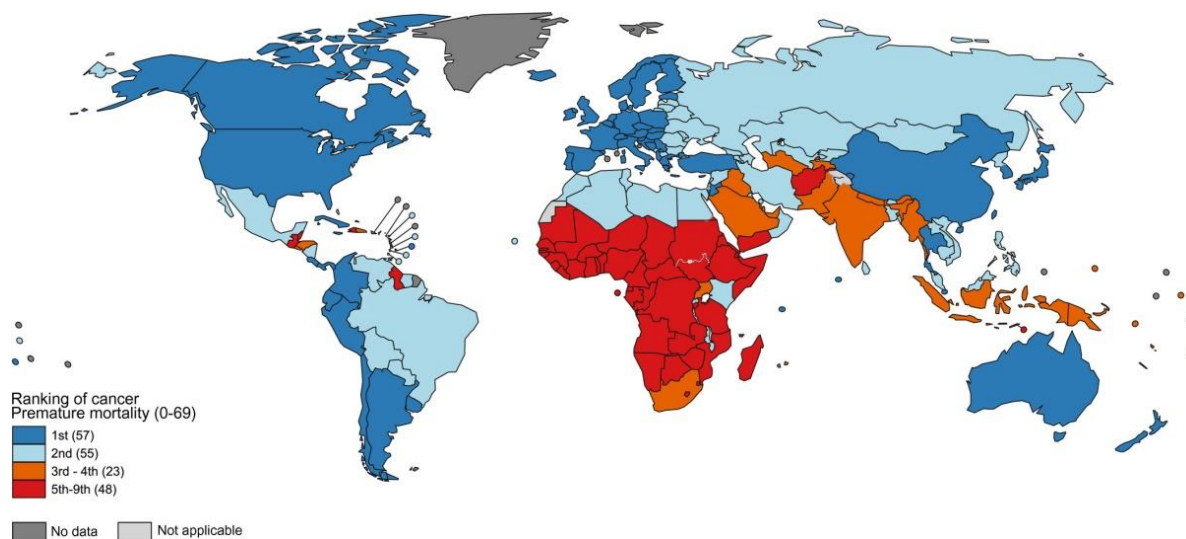 Ranking of cancer
Premature mortality (0-69)
1st (57)
2nd (55)
3rd - 4th (23)
5th-9th (48)
No data
Not applicable